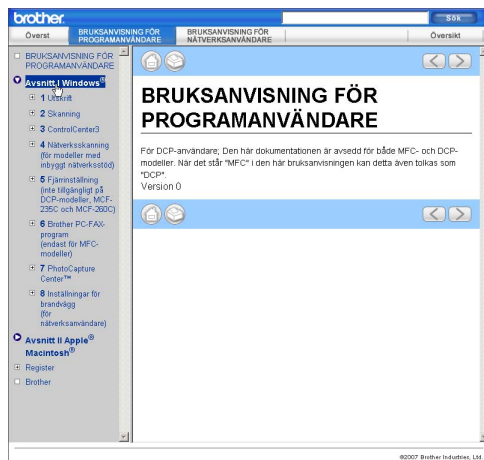 brother.
Sök
Överst
BRUKSANVISNING FÖR
PROGRAMANVÄNDARE
BRUKSANVISNING FÖR
NÄTVERKSANVÄNDARE
Översikt
BRUKSANVISNING FÖR
PROGRAMANVÄNDARE
Avsnitt I Windows®
1 Utskrift
2 Skanning
3 ControlCenter3
4 Nätverksskanning
(för modeller med
inbyggt nätverksstöd)
5 Fjärrinställning
(inte tillgängligt på
DCP-modeller, MCF-
235C och MCF-260C)
6 Brother PC-FAX-
program
(endast för MFC-
modeller)
7 PhotoCapture
Center™
8 Inställningar för
brandvägg
(för
nätverksanvändare)
Avsnitt II Apple®
Macintosh®
Register
Brother
BRUKSANVISNING FÖR
PROGRAMANVÄNDARE
För DCP-användare; Den här dokumentationen är avsedd för både MFC- och DCP-
modeller. När det står "MFC" i den här bruksanvisningen kan detta även tolkas som
"DCP".
Version 0
©2007 Brother Industries, Ltd.